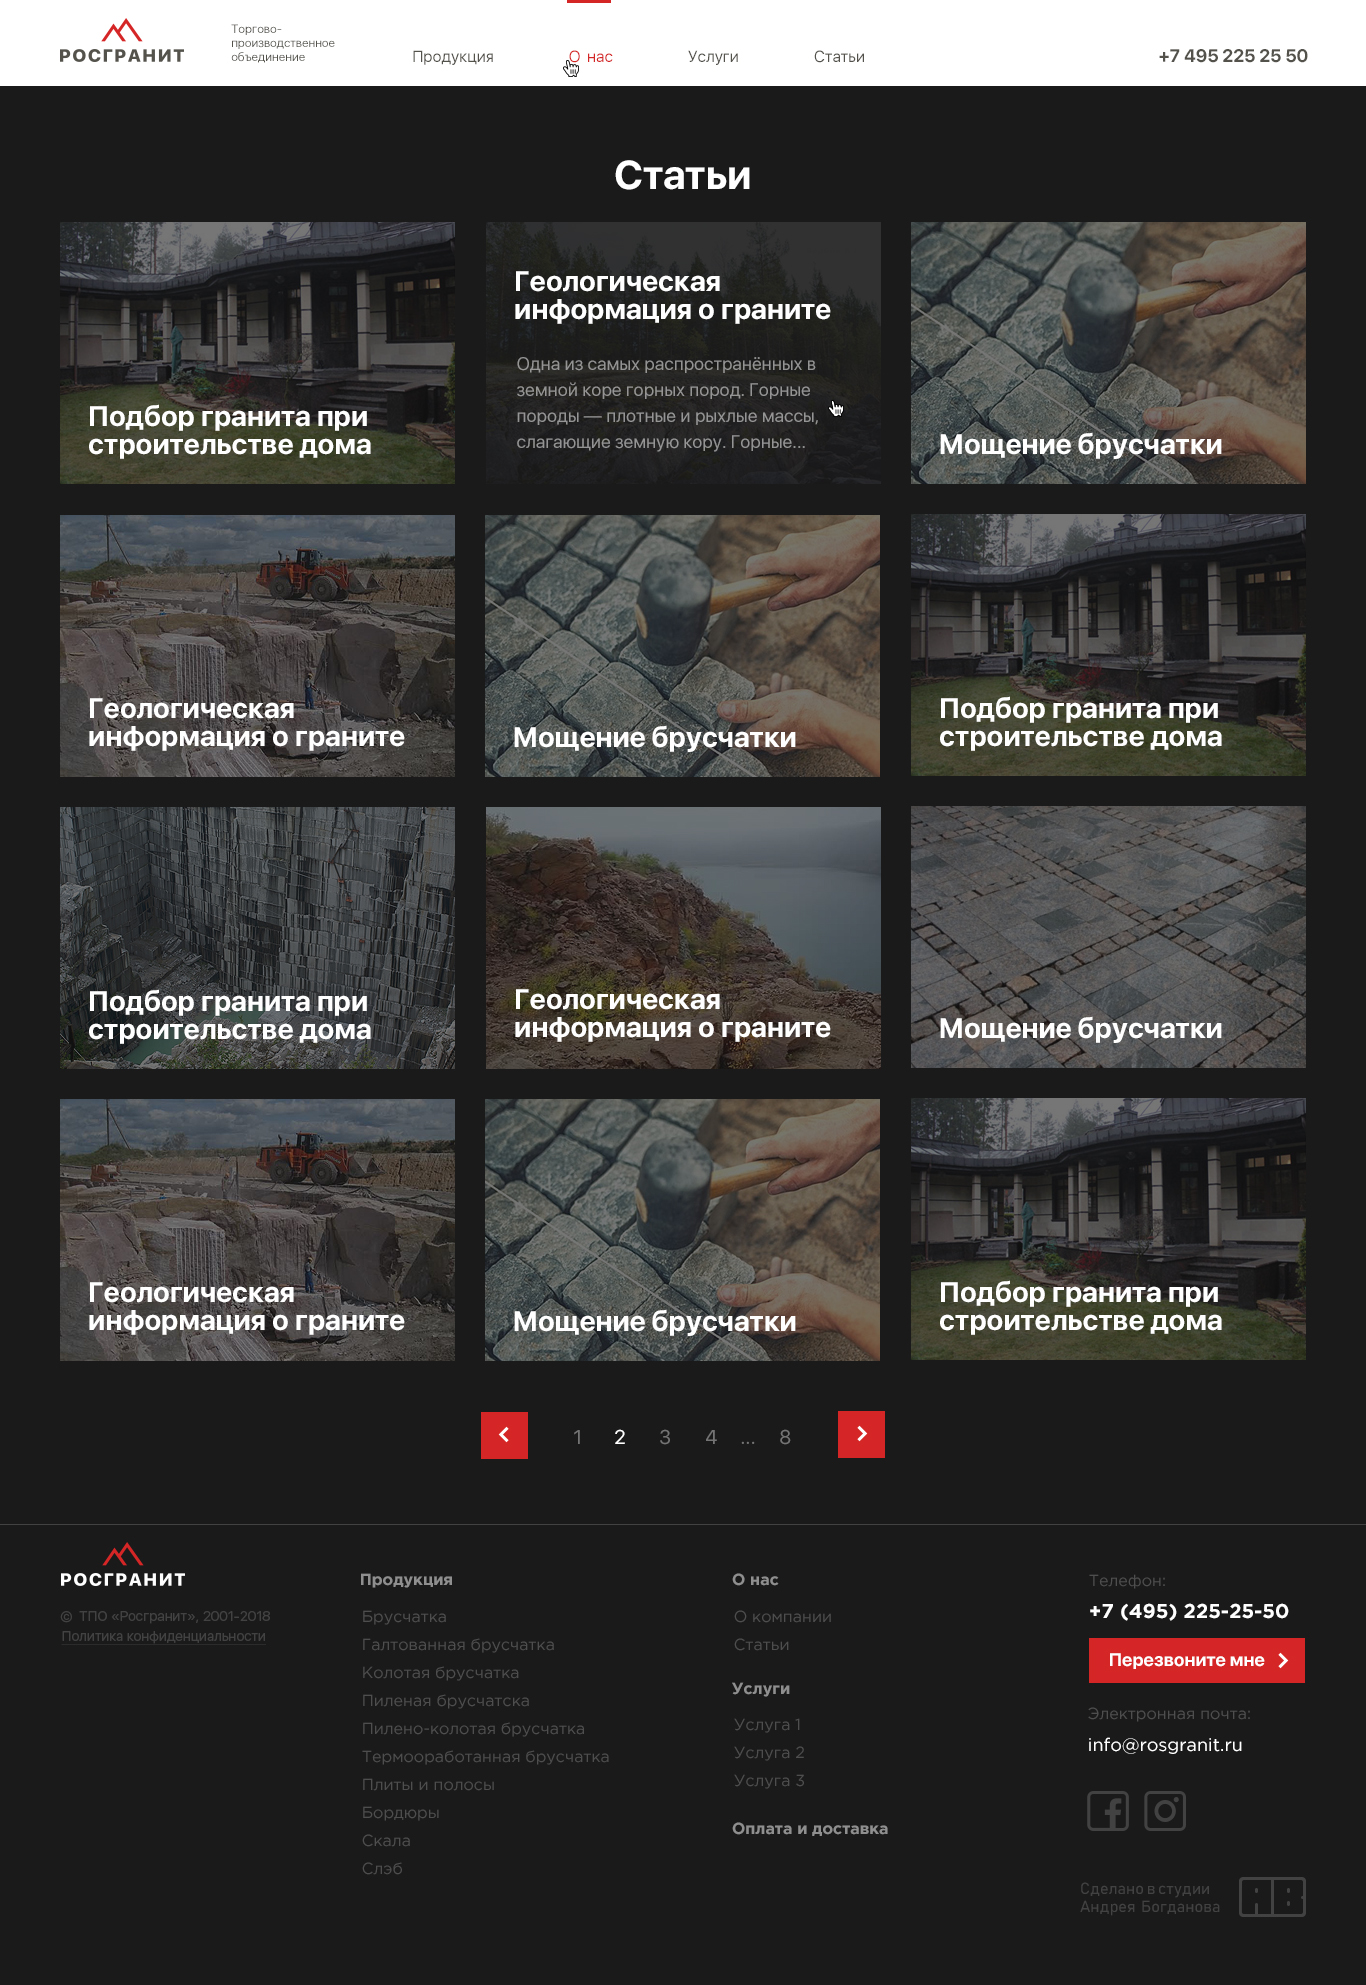 РОСГРАНИТ
Торгово-
производственное
объединение
Продукция
О нас
Услуги
Статьи
+7 495 225 25 50
Статьи
Подбор гранита при
строительстве дома
Геологическая
информация о граните
Одна из самых распространённых в
земной коре горных пород. Горные
породы — плотные и рыхлые массы,
слагающие земную кору. Горные...
Мощение брусчатки
Геологическая
информация о граните
Мощение брусчатки
Подбор гранита при
строительстве дома
Подбор гранита при
строительстве дома
Геологическая
информация о граните
Мощение брусчатки
Геологическая
информация о граните
Мощение брусчатки
Подбор гранита при
строительстве дома
1 2 3 4 ... 8
РОСГРАНИТ
© ТПО «Росгранит», 2001-2018
Политика конфиденциальности
Продукция
Брусчатка
Галтованная брусчатка
Колотая брусчатка
Пиленая брусчатска
Пилено-колотая брусчатка
Термооработанная брусчатка
Плиты и полосы
Бордюры
Скала
Слэб
О нас
О компании
Статьи
Услуги
Услуга 1
Услуга 2
Услуга 3
Оплата и доставка
Телефон:
+7 (495) 225-25-50
Перезвоните мне
Электронная почта:
info@rosgranit.ru
Сделано в студии
Андрея Богданова
АВ